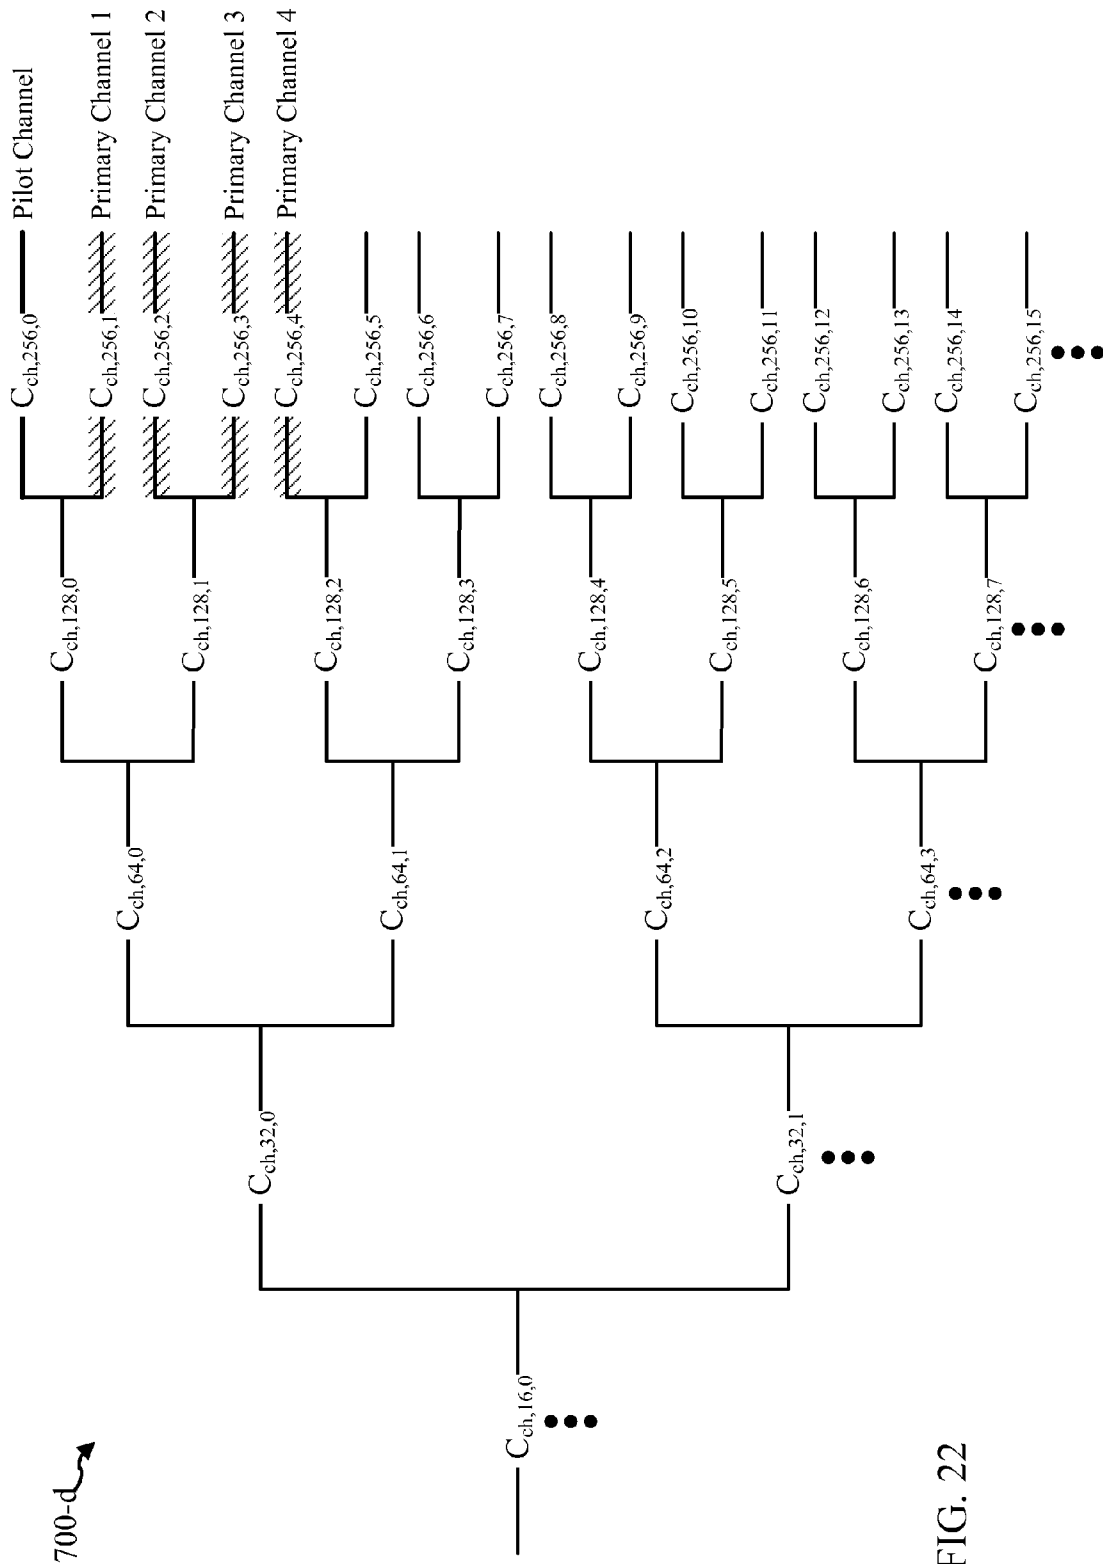 700-d
C_ch,16,0
C_ch,32,0
C_ch,32,1
C_ch,64,0
C_ch,64,1
C_ch,64,2
C_ch,64,3
C_ch,128,0
C_ch,128,1
C_ch,128,2
C_ch,128,3
C_ch,128,4
C_ch,128,5
C_ch,128,6
C_ch,128,7
C_ch,256,0 Pilot Channel
C_ch,256,1 Primary Channel 1
C_ch,256,2 Primary Channel 2
C_ch,256,3 Primary Channel 3
C_ch,256,4 Primary Channel 4
C_ch,256,5
C_ch,256,6
C_ch,256,7
C_ch,256,8
C_ch,256,9
C_ch,256,10
C_ch,256,11
C_ch,256,12
C_ch,256,13
C_ch,256,14
C_ch,256,15
FIG. 22